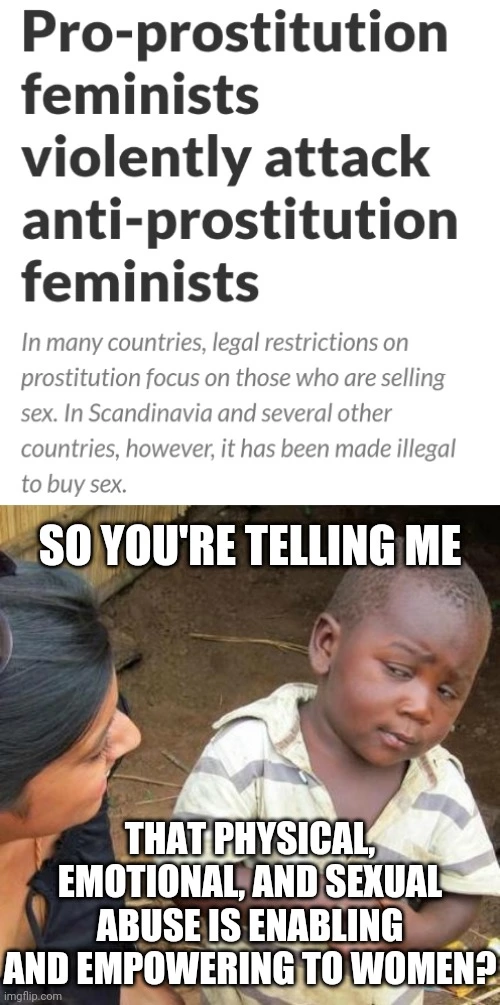 Pro-prostitution
feminists
violently attack
anti-prostitution
feminists
In many countries, legal restrictions on
prostitution focus on those who are selling
sex. In Scandinavia and several other
countries, however, it has been made illegal
to buy sex.
SO YOU'RE TELLING ME
THAT PHYSICAL,
EMOTIONAL, AND SEXUAL
ABUSE IS ENABLING
AND EMPOWERING TO WOMEN?
imgflip.com